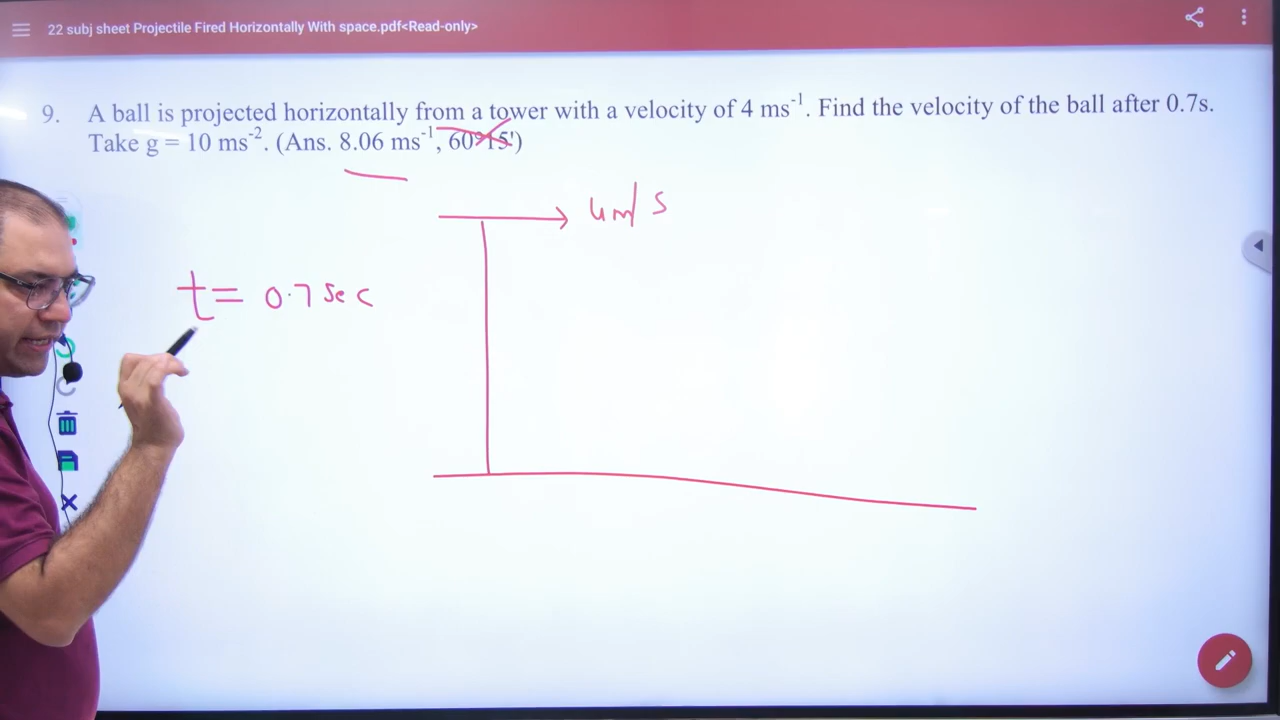 22 subj sheet Projectile Fired Horizontally With space.pdf<Read-only>
9. A ball is projected horizontally from a tower with a velocity of 4 ms⁻¹. Find the velocity of the ball after 0.7s.
Take g = 10 ms⁻². (Ans. 8.06 ms⁻¹, 60°15')
4m/s
t = 0.7 sec